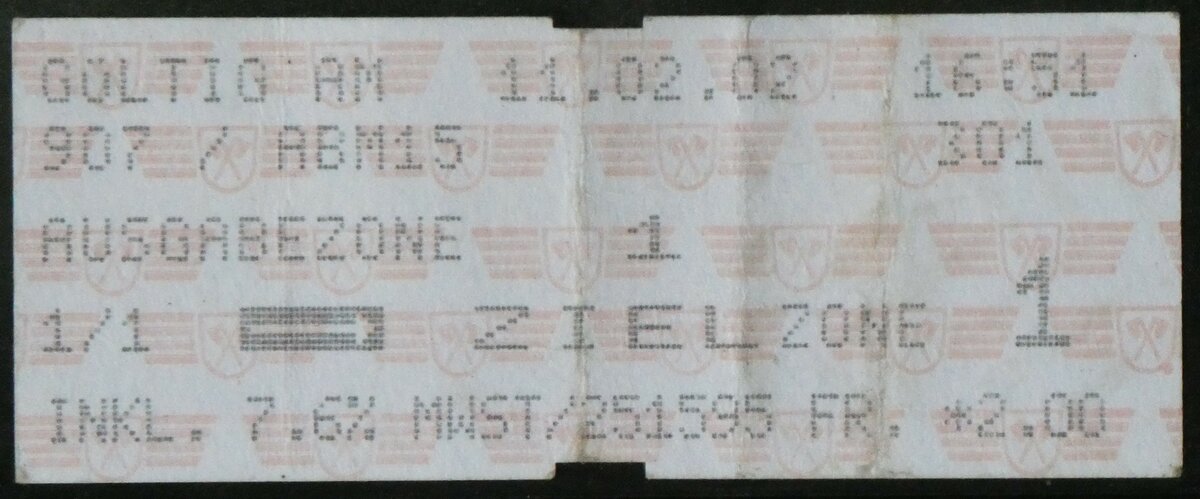 GÜLTIG AM 11.02.02 16:51
907 / ABM15 301
AUSGABEZONE 1
1/1 ZIELZONE 1
INKL. 7.6% MWST/251595 FR. *2.00